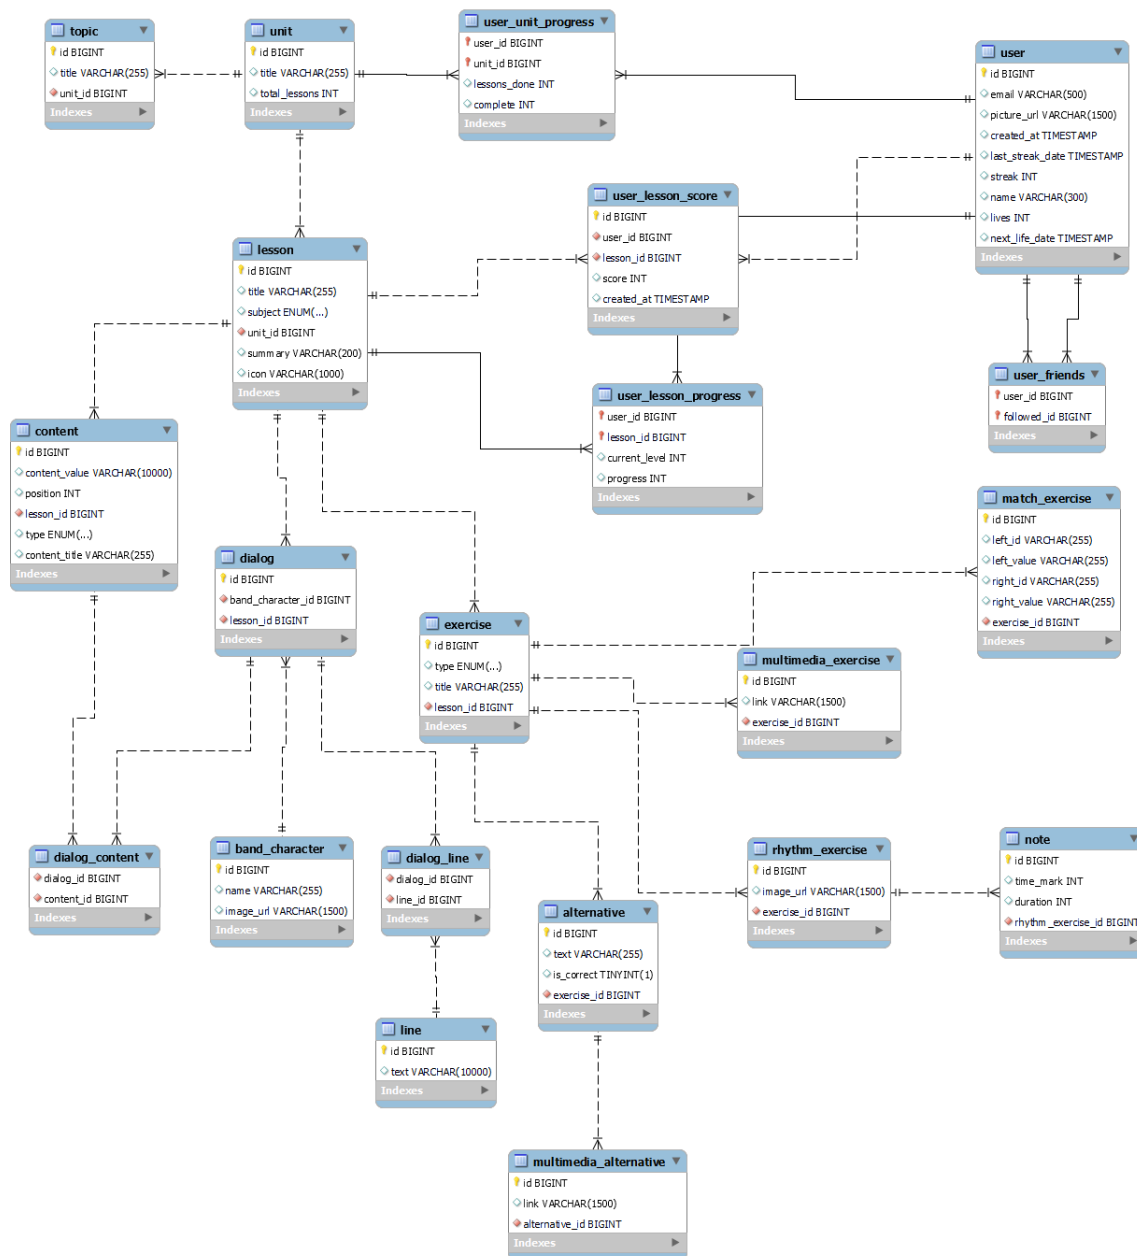 topic
id BIGINT
title VARCHAR(255)
unit_id BIGINT
Indexes
unit
id BIGINT
title VARCHAR(255)
total_lessons INT
Indexes
user_unit_progress
user_id BIGINT
unit_id BIGINT
lessons_done INT
complete INT
Indexes
user
id BIGINT
email VARCHAR(500)
picture_url VARCHAR(1500)
created_at TIMESTAMP
last_streak_date TIMESTAMP
streak INT
name VARCHAR(300)
lives INT
next_life_date TIMESTAMP
Indexes
user_lesson_score
id BIGINT
user_id BIGINT
lesson_id BIGINT
score INT
created_at TIMESTAMP
Indexes
lesson
id BIGINT
title VARCHAR(255)
subject ENUM(...)
unit_id BIGINT
summary VARCHAR(200)
icon VARCHAR(1000)
Indexes
user_lesson_progress
user_id BIGINT
lesson_id BIGINT
current_level INT
progress INT
Indexes
user_friends
user_id BIGINT
followed_id BIGINT
Indexes
content
id BIGINT
content_value VARCHAR(10000)
position INT
lesson_id BIGINT
type ENUM(...)
content_title VARCHAR(255)
Indexes
match_exercise
id BIGINT
left_id VARCHAR(255)
left_value VARCHAR(255)
right_id VARCHAR(255)
right_value VARCHAR(255)
exercise_id BIGINT
Indexes
dialog
id BIGINT
band_character_id BIGINT
lesson_id BIGINT
Indexes
exercise
id BIGINT
type ENUM(...)
title VARCHAR(255)
lesson_id BIGINT
Indexes
multimedia_exercise
id BIGINT
link VARCHAR(1500)
exercise_id BIGINT
Indexes
dialog_content
dialog_id BIGINT
content_id BIGINT
Indexes
band_character
id BIGINT
name VARCHAR(255)
image_url VARCHAR(1500)
Indexes
dialog_line
dialog_id BIGINT
line_id BIGINT
Indexes
rhythm_exercise
id BIGINT
image_url VARCHAR(1500)
exercise_id BIGINT
Indexes
note
id BIGINT
time_mark INT
duration INT
rhythm_exercise_id BIGINT
Indexes
alternative
id BIGINT
text VARCHAR(255)
is_correct TINYINT(1)
exercise_id BIGINT
Indexes
line
id BIGINT
text VARCHAR(10000)
Indexes
multimedia_alternative
id BIGINT
link VARCHAR(1500)
alternative_id BIGINT
Indexes